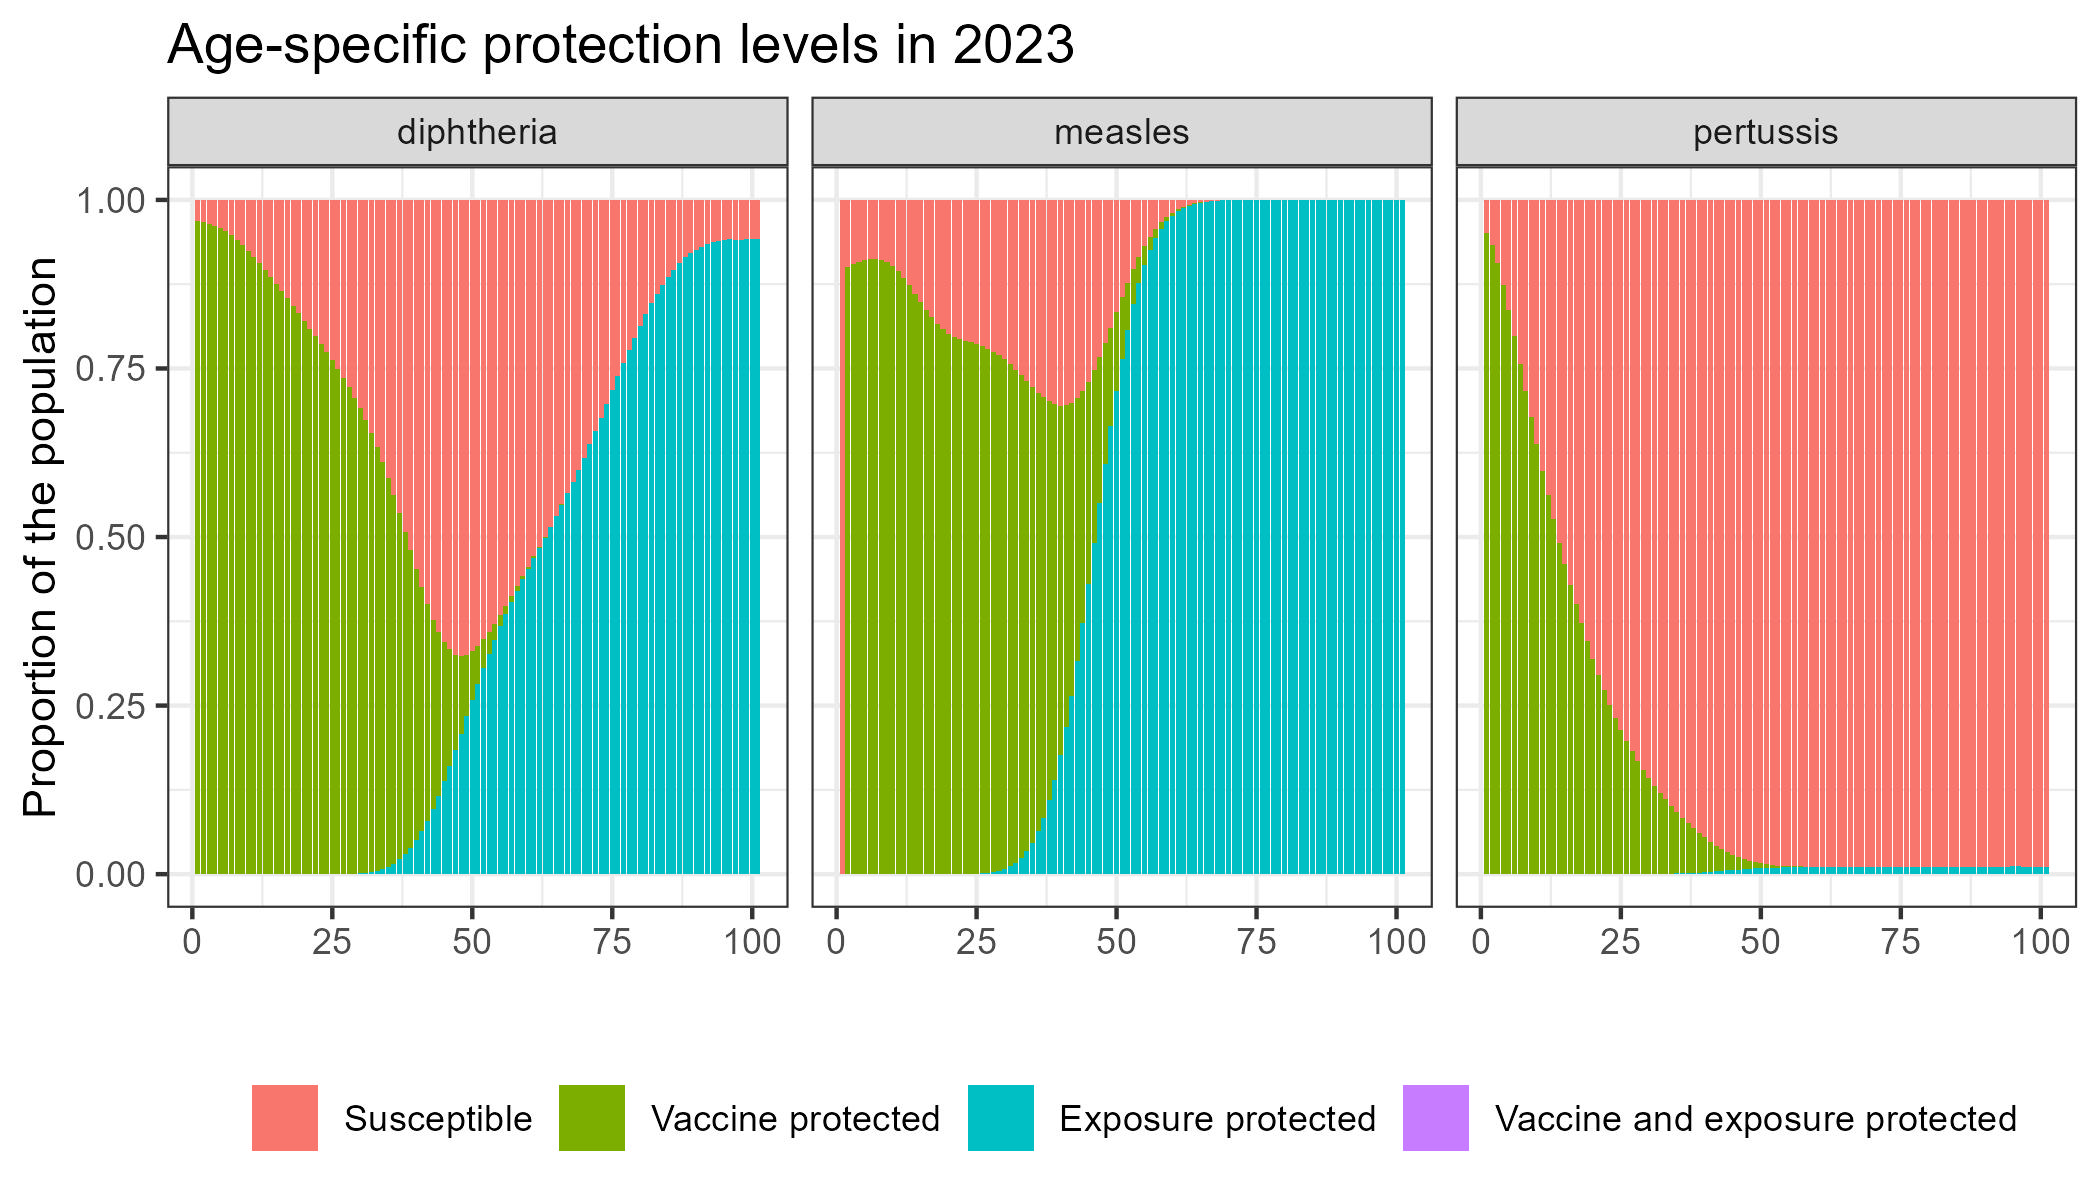 Age-specific protection levels in 2023
diphtheria
measles
pertussis
Proportion of the population
1.00
0.75
0.50
0.25
0.00
0 25 50 75 100
0 25 50 75 100
0 25 50 75 100
Susceptible
Vaccine protected
Exposure protected
Vaccine and exposure protected